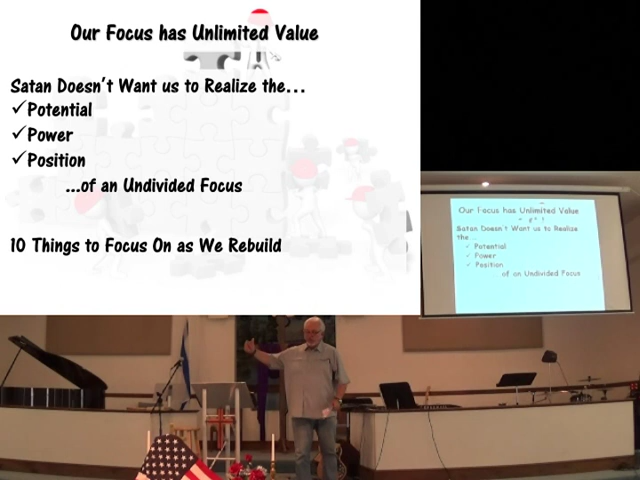 Our Focus has Unlimited Value
Satan Doesn't Want us to Realize the...
✓Potential
✓Power
✓Position
...of an Undivided Focus
10 Things to Focus On as We Rebuild
Our Focus has Unlimited Value
Satan Doesn't Want us to Realize
the...
✓ Potential
✓ Power
✓ Position
of an Undivided Focus